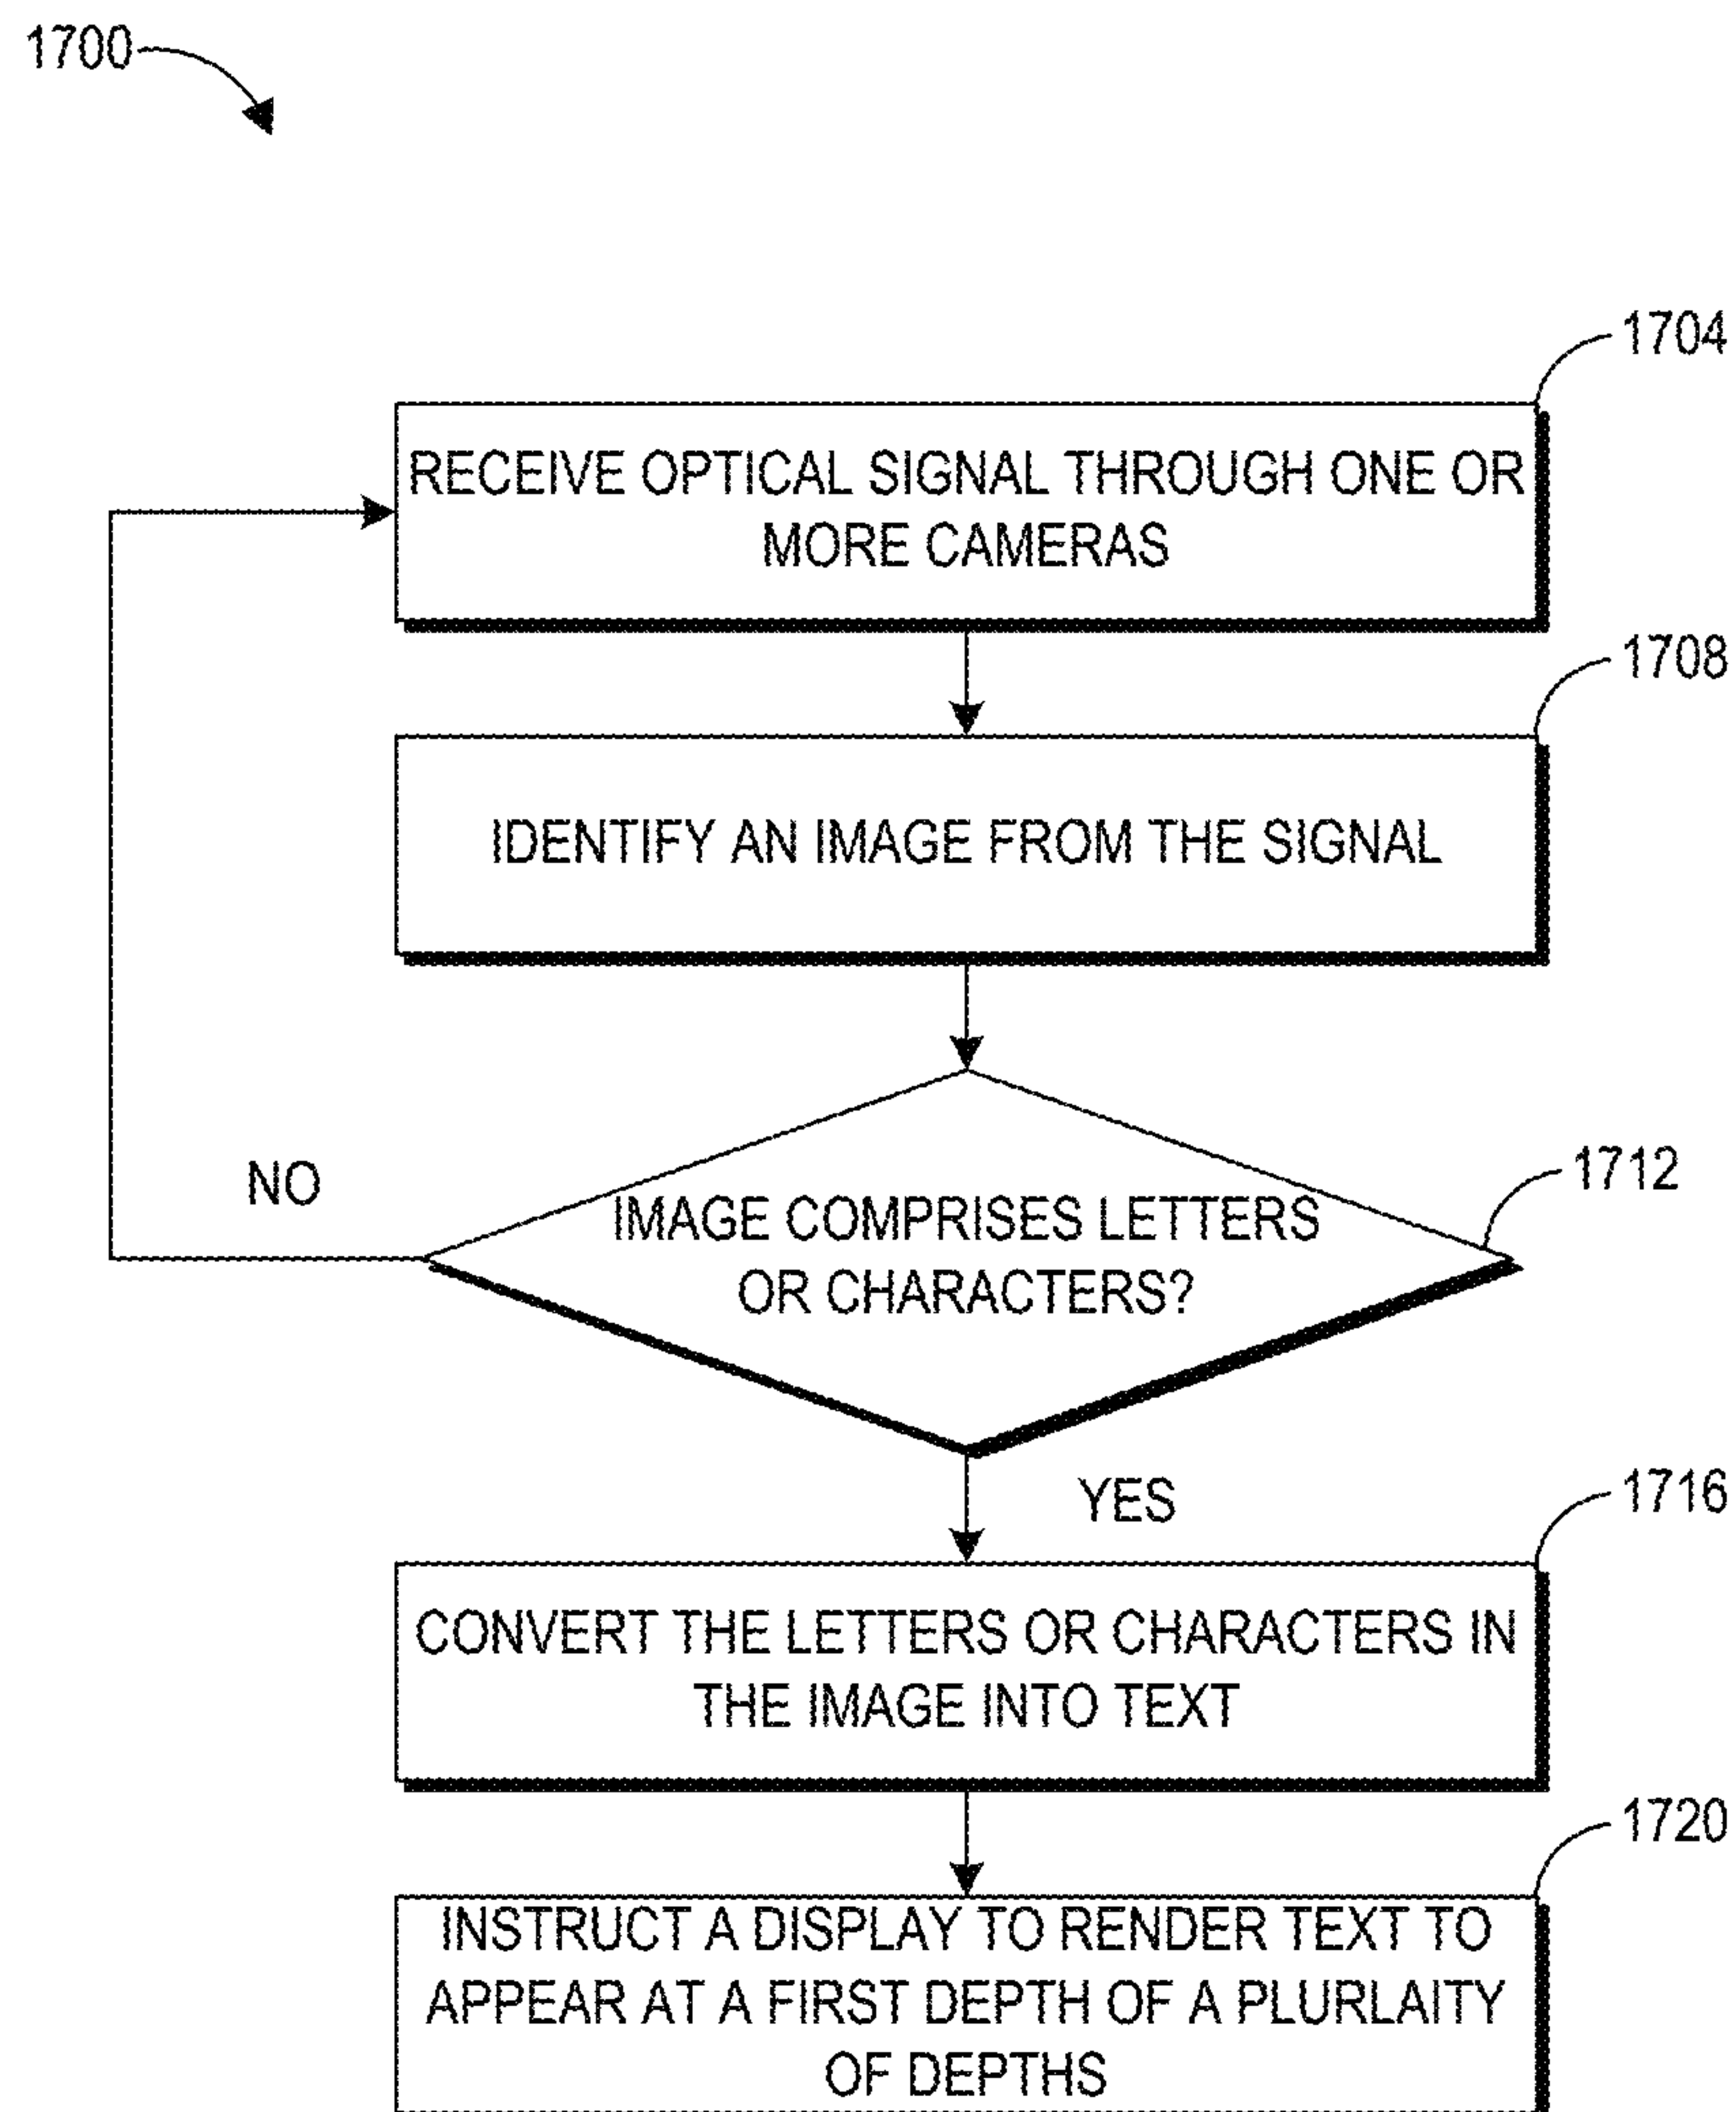 1700
1704
RECEIVE OPTICAL SIGNAL THROUGH ONE OR
MORE CAMERAS
1708
IDENTIFY AN IMAGE FROM THE SIGNAL
NO
1712
IMAGE COMPRISES LETTERS
OR CHARACTERS?
YES
1716
CONVERT THE LETTERS OR CHARACTERS IN
THE IMAGE INTO TEXT
1720
INSTRUCT A DISPLAY TO RENDER TEXT TO
APPEAR AT A FIRST DEPTH OF A PLURLAITY
OF DEPTHS